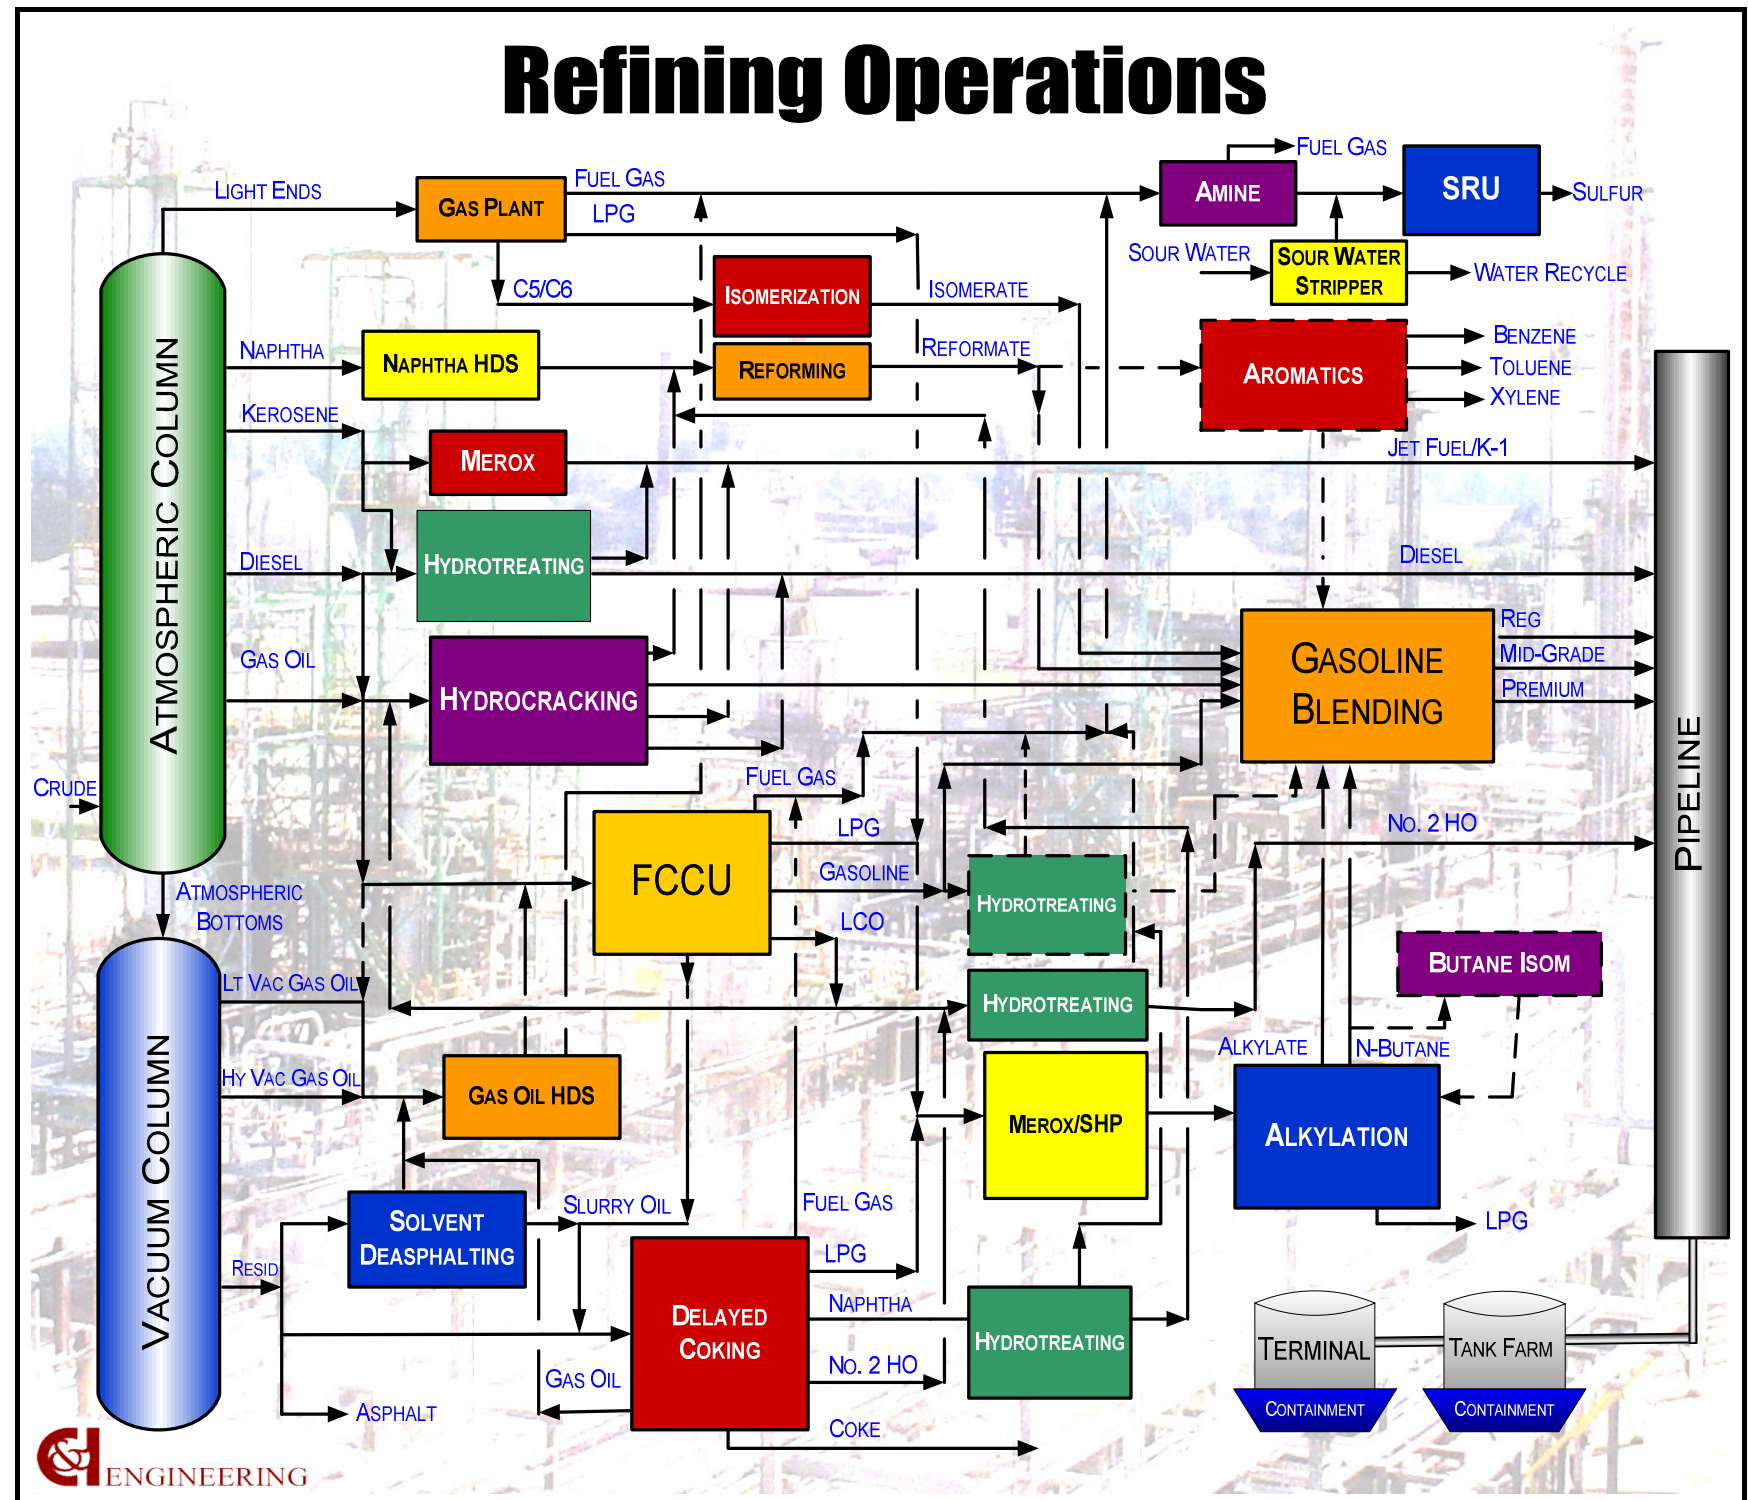 Refining Operations
LIGHT ENDS
GAS PLANT
FUEL GAS
LPG
AMINE
FUEL GAS
SRU
SULFUR
SOUR WATER
SOUR WATER
STRIPPER
WATER RECYCLE
C5/C6
ISOMERIZATION
ISOMERATE
NAPHTHA
NAPHTHA HDS
REFORMING
REFORMATE
AROMATICS
BENZENE
TOLUENE
XYLENE
KEROSENE
MEROX
JET FUEL/K-1
ATMOSPHERIC COLUMN
DIESEL
HYDROTREATING
DIESEL
GAS OIL
HYDROCRACKING
GASOLINE
BLENDING
REG
MID-GRADE
PREMIUM
PIPELINE
CRUDE
FUEL GAS
LPG
FCCU
GASOLINE
LCO
NO. 2 HO
ATMOSPHERIC
BOTTOMS
HYDROTREATING
BUTANE ISOM
LT VAC GAS OIL
HYDROTREATING
ALKYLATE
N-BUTANE
VACUUM COLUMN
HY VAC GAS OIL
GAS OIL HDS
MEROX/SHP
ALKYLATION
SOLVENT
DEASPHALTING
SLURRY OIL
FUEL GAS
LPG
LPG
RESID
DELAYED
COKING
NAPHTHA
HYDROTREATING
NO. 2 HO
GAS OIL
TERMINAL
TANK FARM
CONTAINMENT
CONTAINMENT
ASPHALT
COKE
C&I ENGINEERING